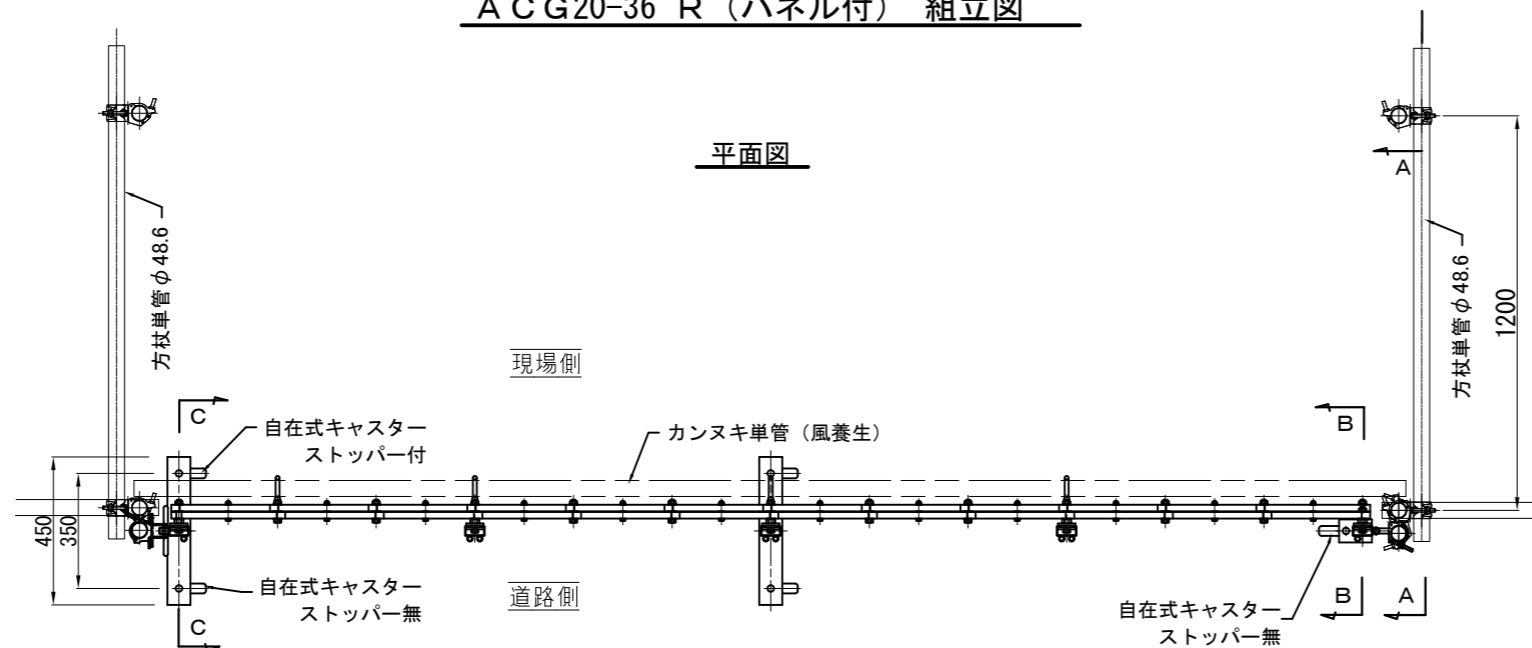 ACG20-36 R（パネル付） 組立図
平面図
A
方杖単管φ48.6
方杖単管φ48.6
1200
現場側
C
自在式キャスター
ストッパー付
カンヌキ単管（風養生）
B
450
350
自在式キャスター
ストッパー無
道路側
自在式キャスター
ストッパー無
B
A
C